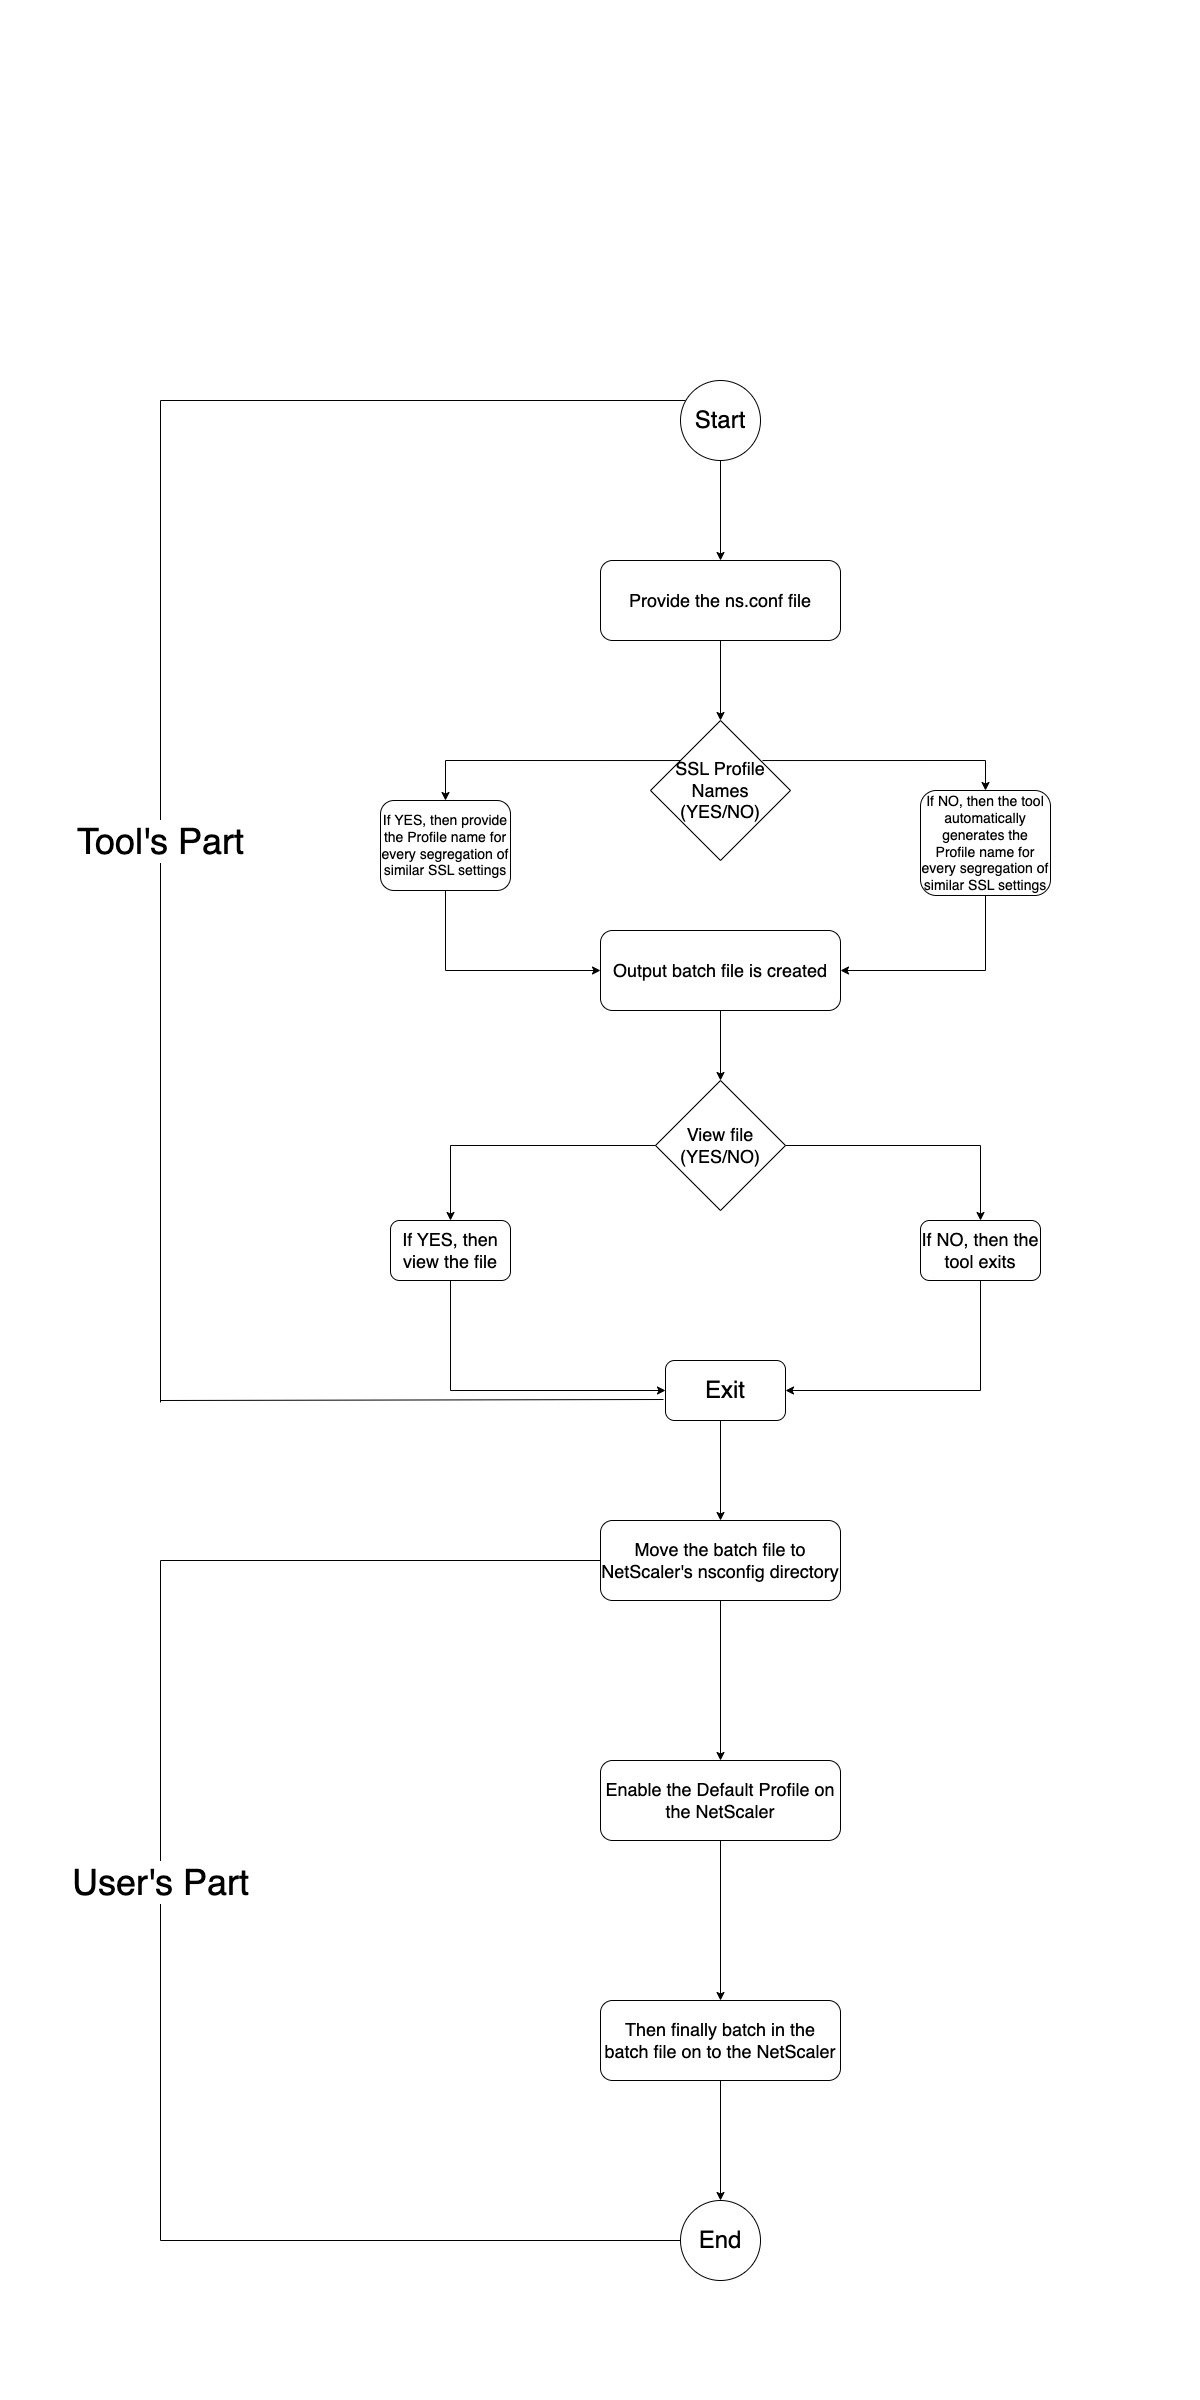 Start
Provide the ns.conf file
SSL Profile
Names
(YES/NO)
If YES, then provide
the Profile name for
every segregation of
similar SSL settings
If NO, then the tool
automatically
generates the
Profile name for
every segregation of
similar SSL settings
Tool's Part
Output batch file is created
View file
(YES/NO)
If YES, then
view the file
If NO, then the
tool exits
Exit
Move the batch file to
NetScaler's nsconfig directory
Enable the Default Profile on
the NetScaler
User's Part
Then finally batch in the
batch file on to the NetScaler
End